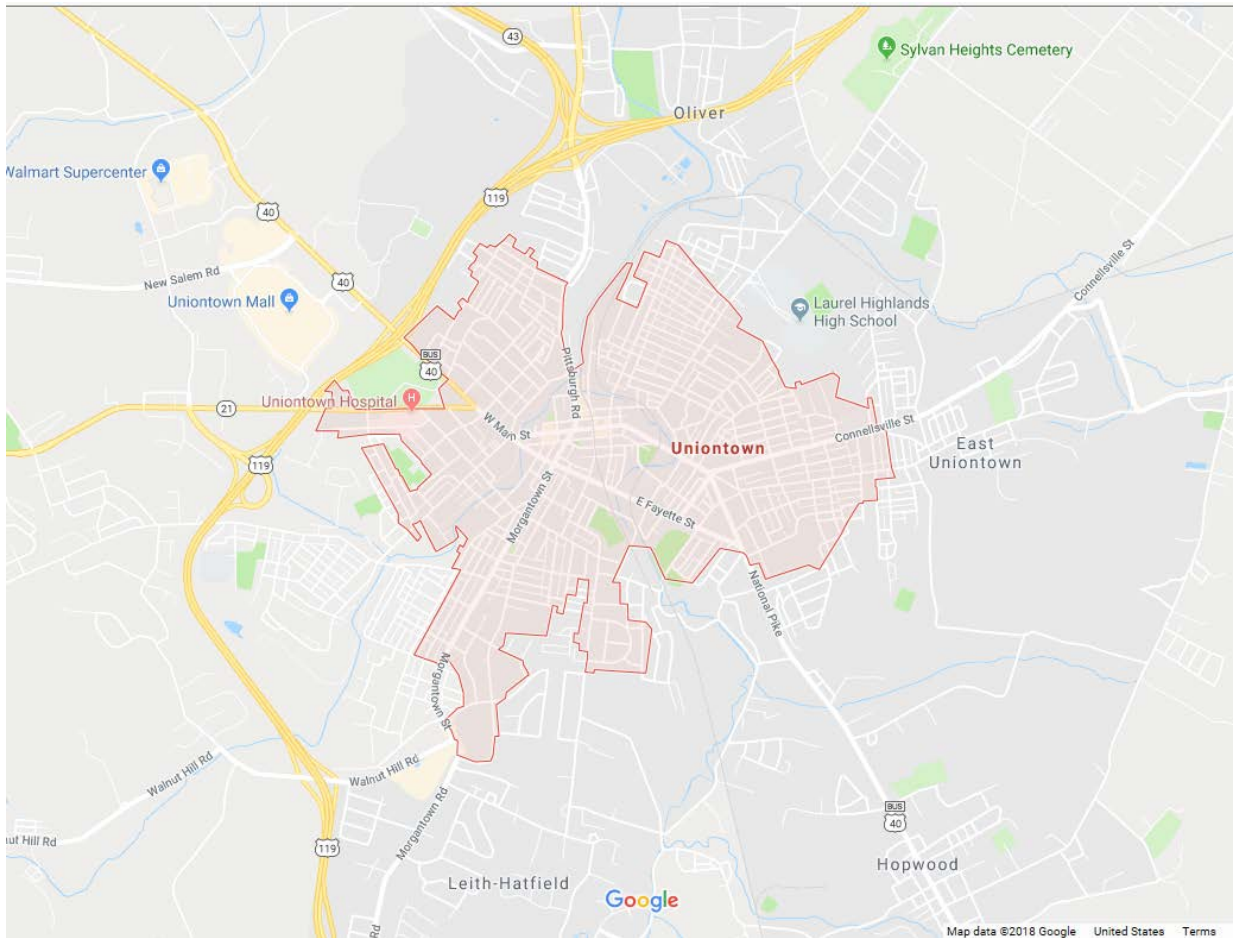 43
Sylvan Heights Cemetery
Oliver
Walmart Supercenter
119
40
New Salem Rd
40
Uniontown Mall
Laurel Highlands
High School
Connellsville St
BUS
40
Pittsburgh Rd
21
Uniontown Hospital
H
W Main St
Uniontown
Connellsville St
East
Uniontown
119
Morgantown St
E Fayette St
National Pike
Morgantown St
Walnut Hill Rd
Walnut Hill Rd
ut Hill Rd
119
Morgantown Rd
BUS
40
Hopwood
Leith-Hatfield
Google
Rd
Map data ©2018 Google United States Terms